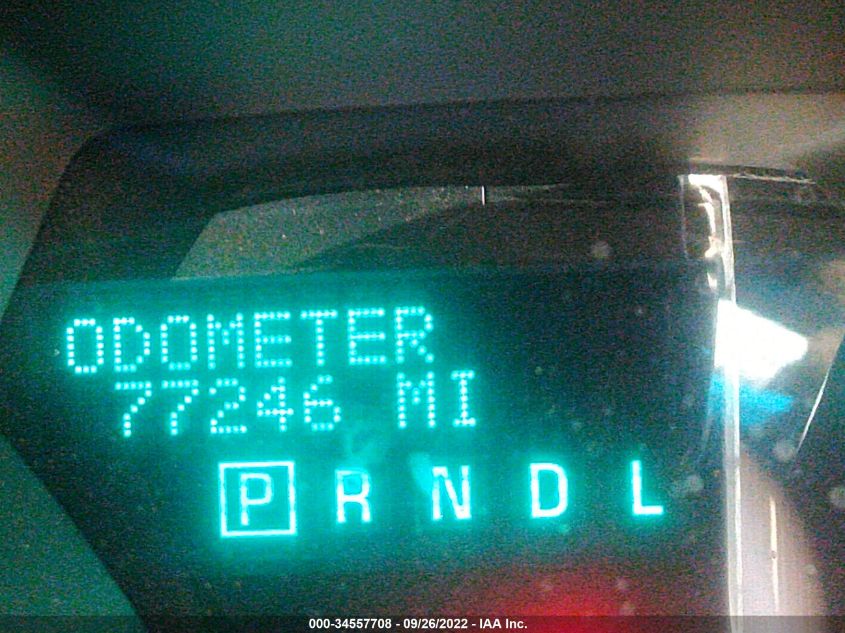 ODOMETER
77246 MI
P R N D L
000-34557708 - 09/26/2022 - IAA Inc.